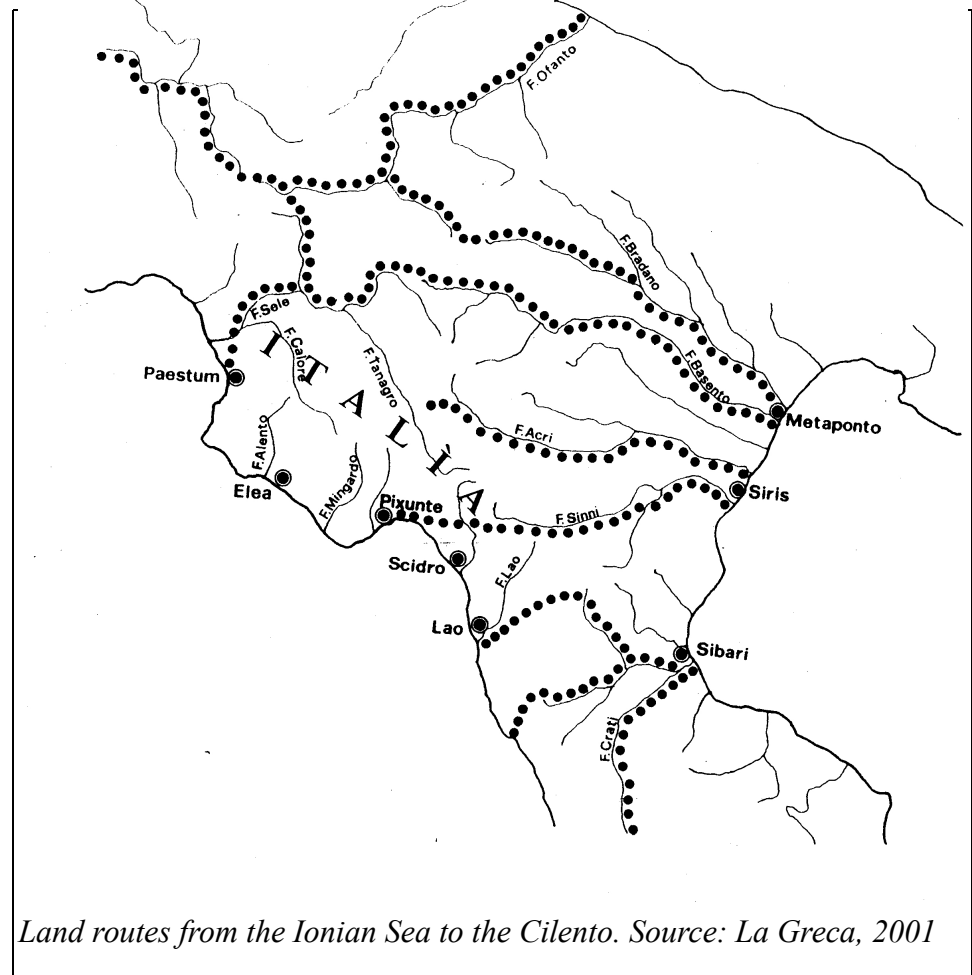 F. Ofanto
F. Bradano
F. Sele
F. Calore
F. Tanagro
F. Basento
ITALÍA
Paestum
Metaponto
F. Acri
F. Alento
Elea
F. Mingardo
Siris
Pixunte
F. Sinni
Scidro
F. Lao
Lao
Sibari
F. Crati
Land routes from the Ionian Sea to the Cilento. Source: La Greca, 2001